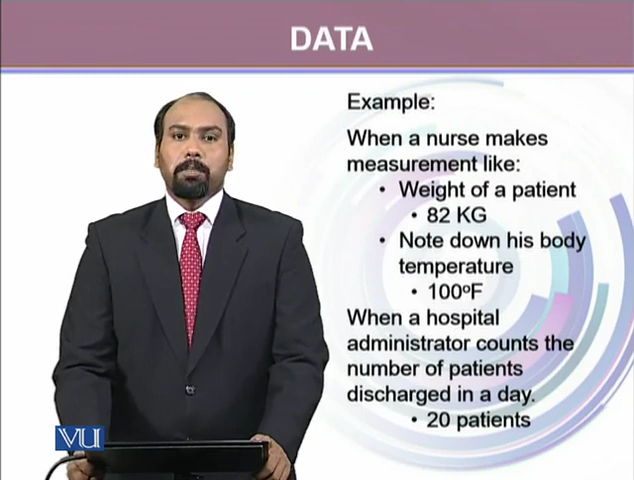 DATA
Example:
When a nurse makes
measurement like:
• Weight of a patient
• 82 KG
• Note down his body
temperature
• 100ºF
When a hospital
administrator counts the
number of patients
discharged in a day.
• 20 patients
VU